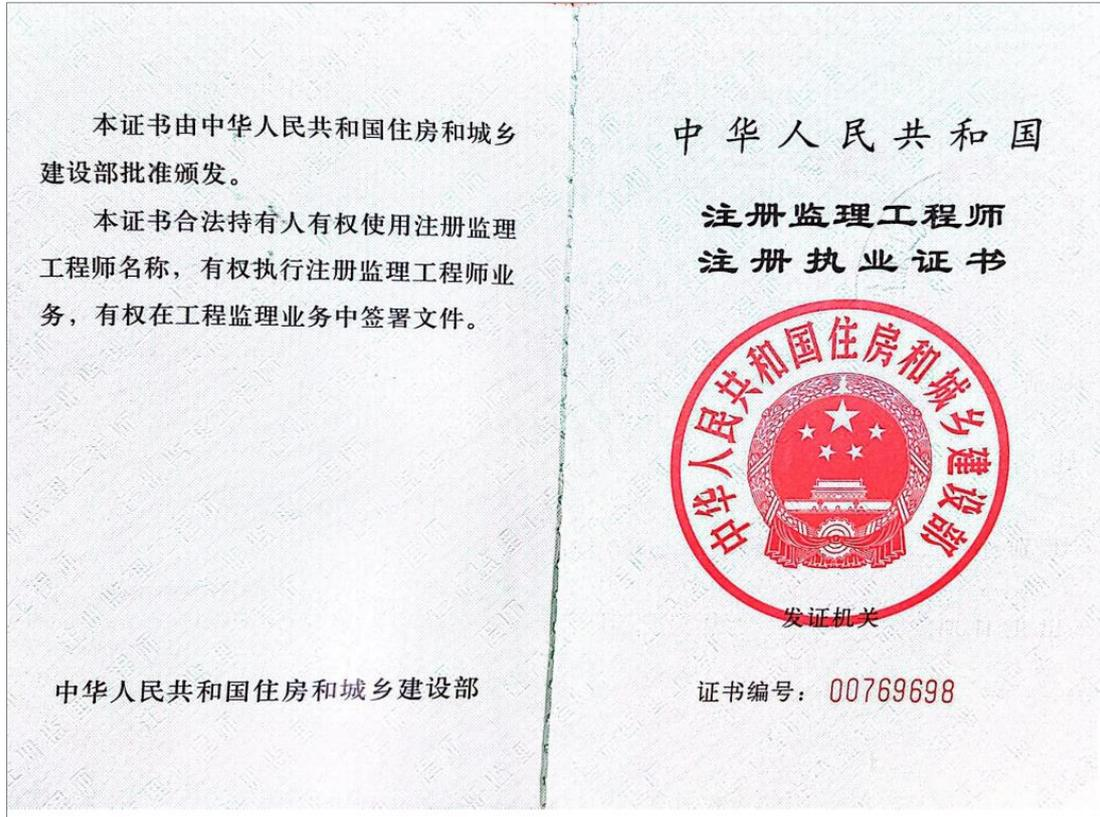 本证书由中华人民共和国住房和城乡
建设部批准颁发。
本证书合法持有人有权使用注册监理
工程师名称，有权执行注册监理工程师业
务，有权在工程监理业务中签署文件。
中华人民共和国住房和城乡建设部
中华人民共和国
注册监理工程师
注册执业证书
中华人民共和国住房和城乡建设部
发证机关
证书编号：00769698